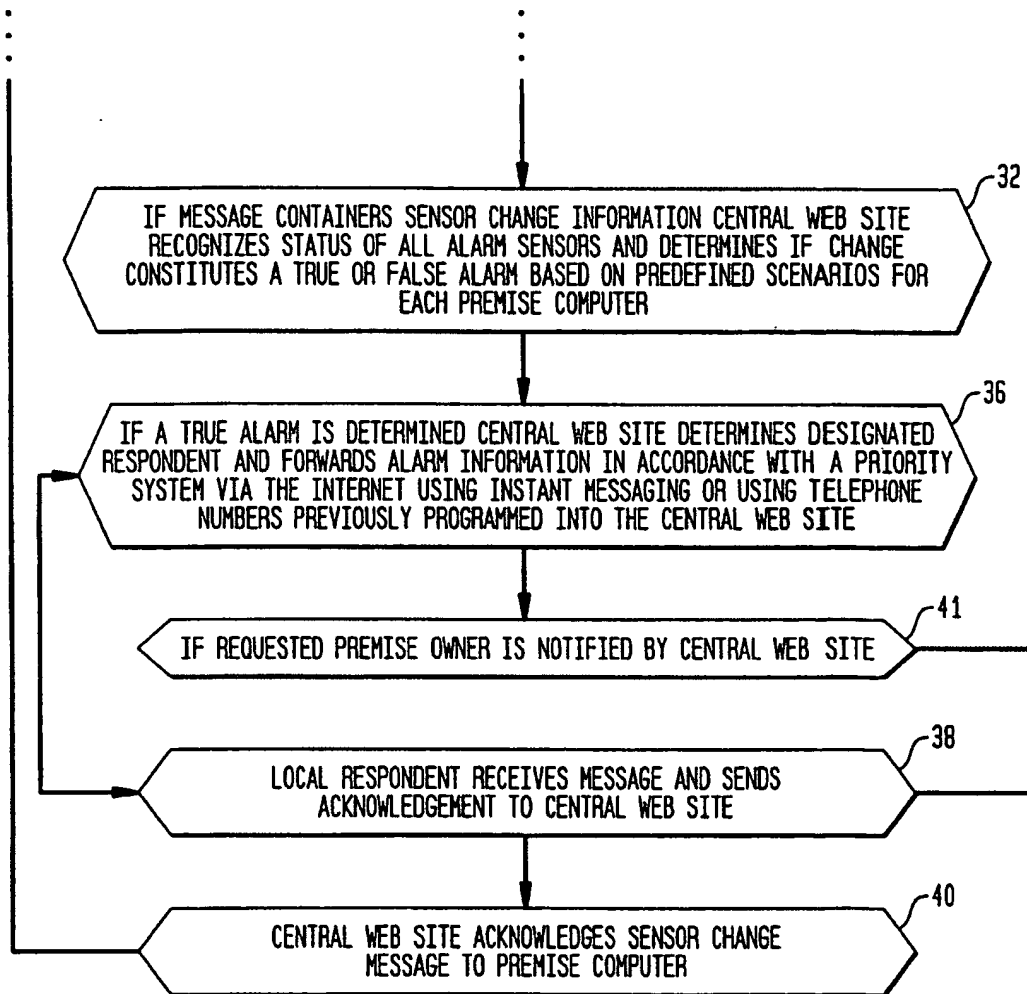 32
IF MESSAGE CONTAINERS SENSOR CHANGE INFORMATION CENTRAL WEB SITE
RECOGNIZES STATUS OF ALL ALARM SENSORS AND DETERMINES IF CHANGE
CONSTITUTES A TRUE OR FALSE ALARM BASED ON PREDEFINED SCENARIOS FOR
EACH PREMISE COMPUTER
36
IF A TRUE ALARM IS DETERMINED CENTRAL WEB SITE DETERMINES DESIGNATED
RESPONDENT AND FORWARDS ALARM INFORMATION IN ACCORDANCE WITH A PRIORITY
SYSTEM VIA THE INTERNET USING INSTANT MESSAGING OR USING TELEPHONE
NUMBERS PREVIOUSLY PROGRAMMED INTO THE CENTRAL WEB SITE
41
IF REQUESTED PREMISE OWNER IS NOTIFIED BY CENTRAL WEB SITE
38
LOCAL RESPONDENT RECEIVES MESSAGE AND SENDS
ACKNOWLEDGEMENT TO CENTRAL WEB SITE
40
CENTRAL WEB SITE ACKNOWLEDGES SENSOR CHANGE
MESSAGE TO PREMISE COMPUTER